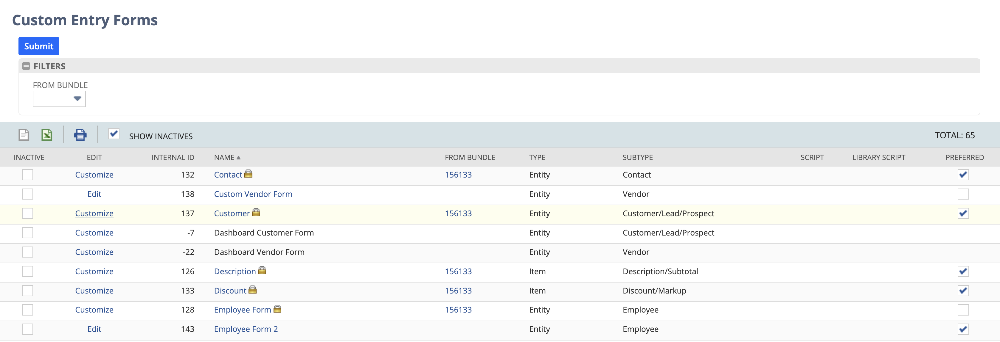 Custom Entry Forms
Submit
FILTERS
FROM BUNDLE
SHOW INACTIVES TOTAL: 65
INACTIVE EDIT INTERNAL ID NAME FROM BUNDLE TYPE SUBTYPE SCRIPT LIBRARY SCRIPT PREFERRED
Customize 132 Contact 156133 Entity Contact
Edit 138 Custom Vendor Form Entity Vendor
Customize 137 Customer 156133 Entity Customer/Lead/Prospect
Customize -7 Dashboard Customer Form Entity Customer/Lead/Prospect
Customize -22 Dashboard Vendor Form Entity Vendor
Customize 126 Description 156133 Item Description/Subtotal
Customize 133 Discount 156133 Item Discount/Markup
Customize 128 Employee Form 156133 Entity Employee
Edit 143 Employee Form 2 Entity Employee